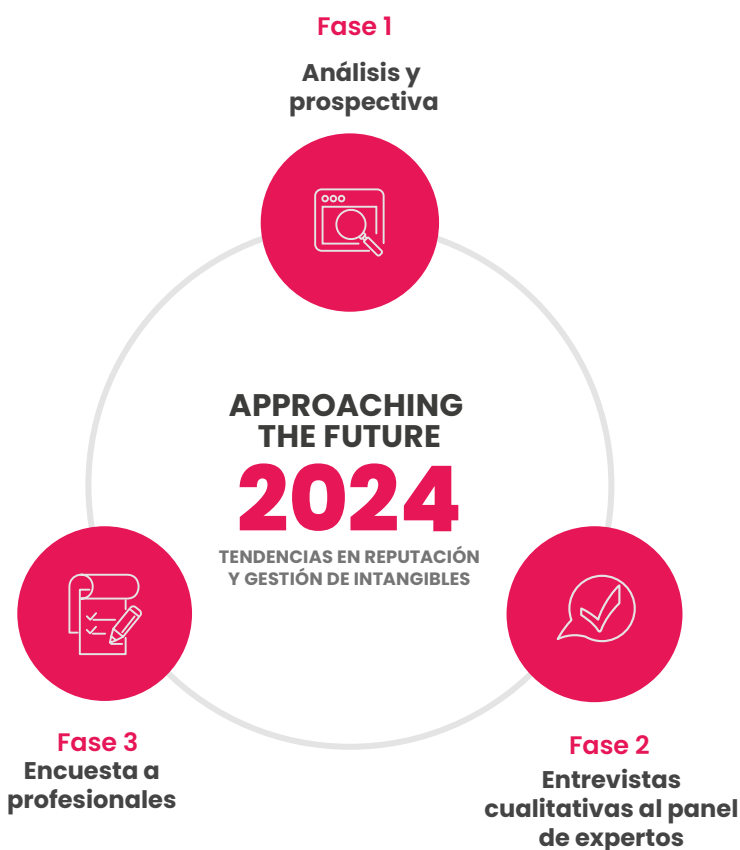 Fase 1
Análisis y
prospectiva
APPROACHING
THE FUTURE
2024
TENDENCIAS EN REPUTACIÓN
Y GESTIÓN DE INTANGIBLES
Fase 3
Encuesta a
profesionales
Fase 2
Entrevistas
cualitativas al panel
de expertos